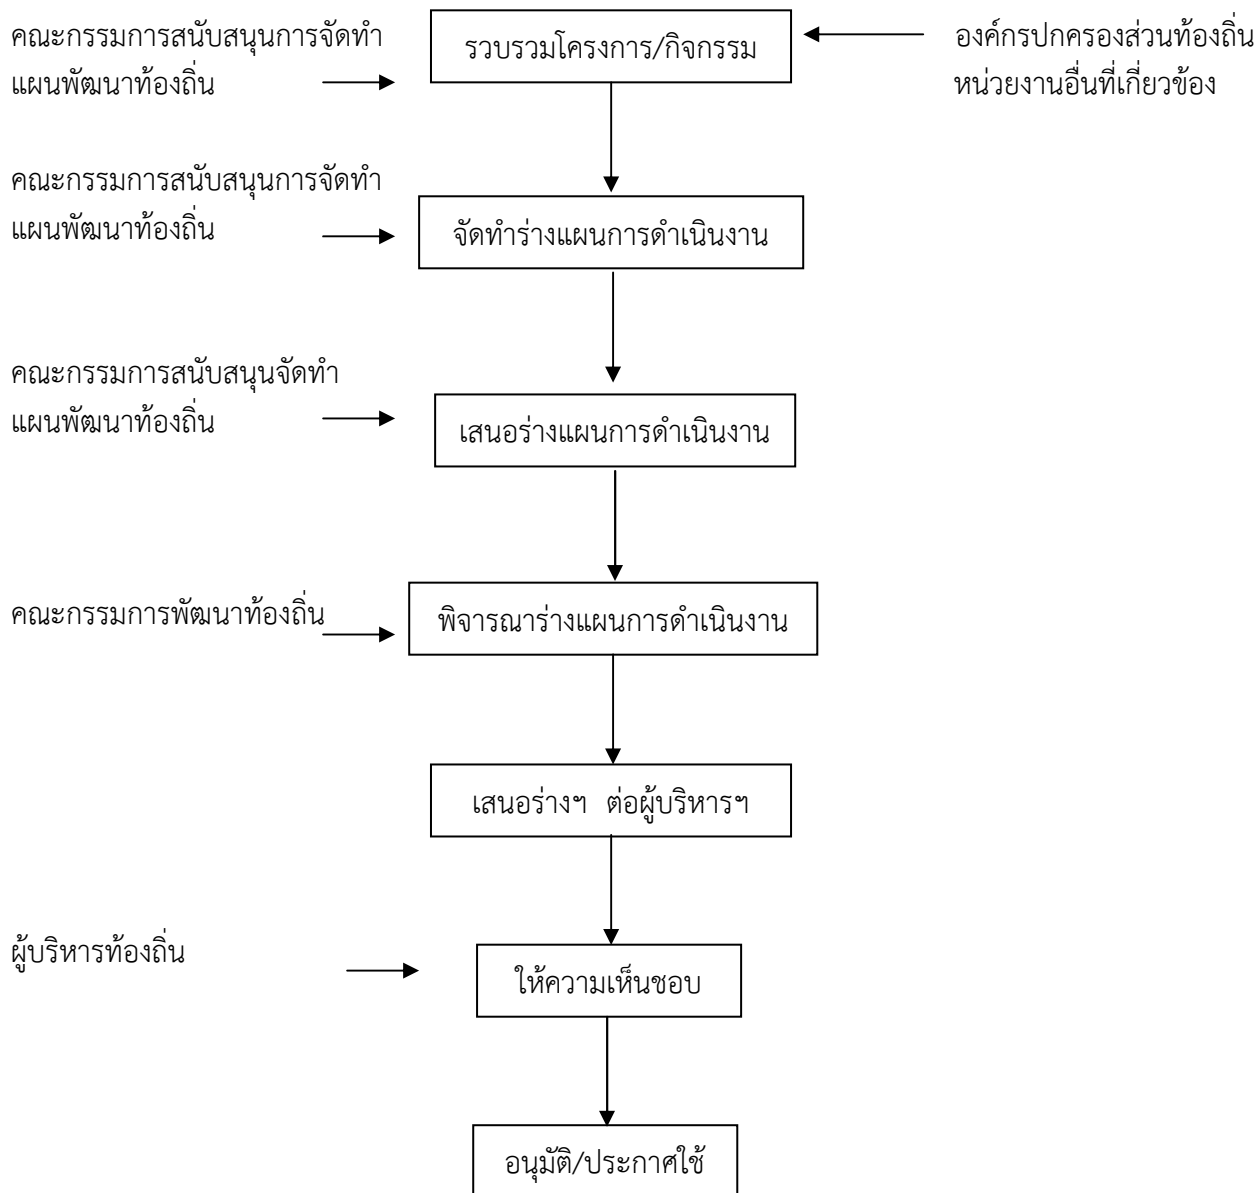 คณะกรรมการสนับสนุนการจัดทำ
แผนพัฒนาท้องถิ่น
รวบรวมโครงการ/กิจกรรม
องค์กรปกครองส่วนท้องถิ่น
หน่วยงานอื่นที่เกี่ยวข้อง
คณะกรรมการสนับสนุนการจัดทำ
แผนพัฒนาท้องถิ่น
จัดทำร่างแผนการดำเนินงาน
คณะกรรมการสนับสนุนจัดทำ
แผนพัฒนาท้องถิ่น
เสนอร่างแผนการดำเนินงาน
คณะกรรมการพัฒนาท้องถิ่น
พิจารณาร่างแผนการดำเนินงาน
เสนอร่างฯ ต่อผู้บริหารฯ
ผู้บริหารท้องถิ่น
ให้ความเห็นชอบ
อนุมัติ/ประกาศใช้